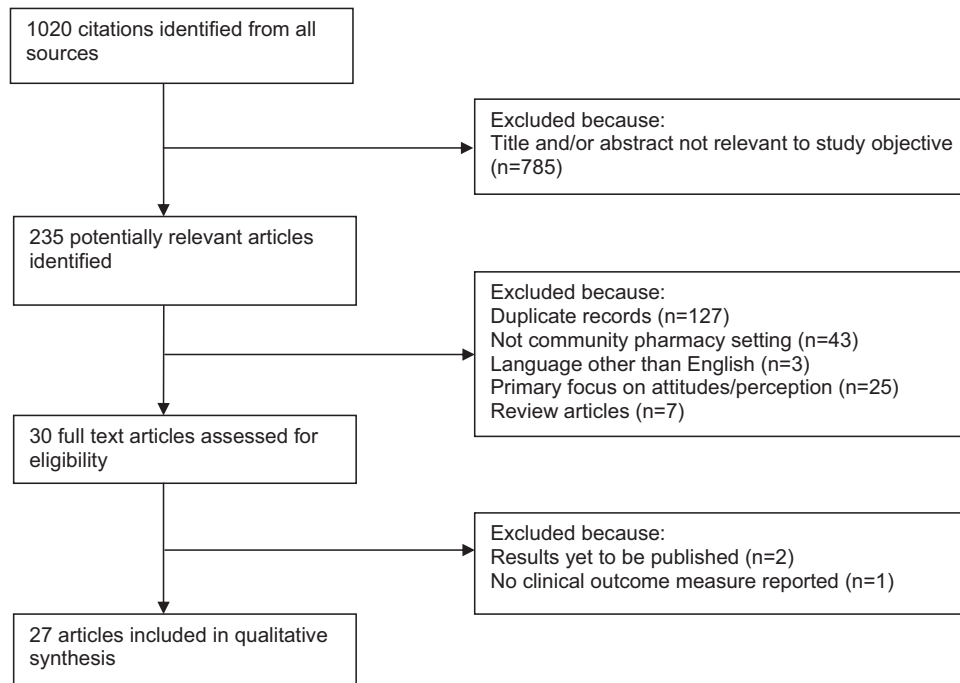 1020 citations identified from all
sources
Excluded because:
Title and/or abstract not relevant to study objective
(n=785)
235 potentially relevant articles
identified
Excluded because:
Duplicate records (n=127)
Not community pharmacy setting (n=43)
Language other than English (n=3)
Primary focus on attitudes/perception (n=25)
Review articles (n=7)
30 full text articles assessed for
eligibility
Excluded because:
Results yet to be published (n=2)
No clinical outcome measure reported (n=1)
27 articles included in qualitative
synthesis